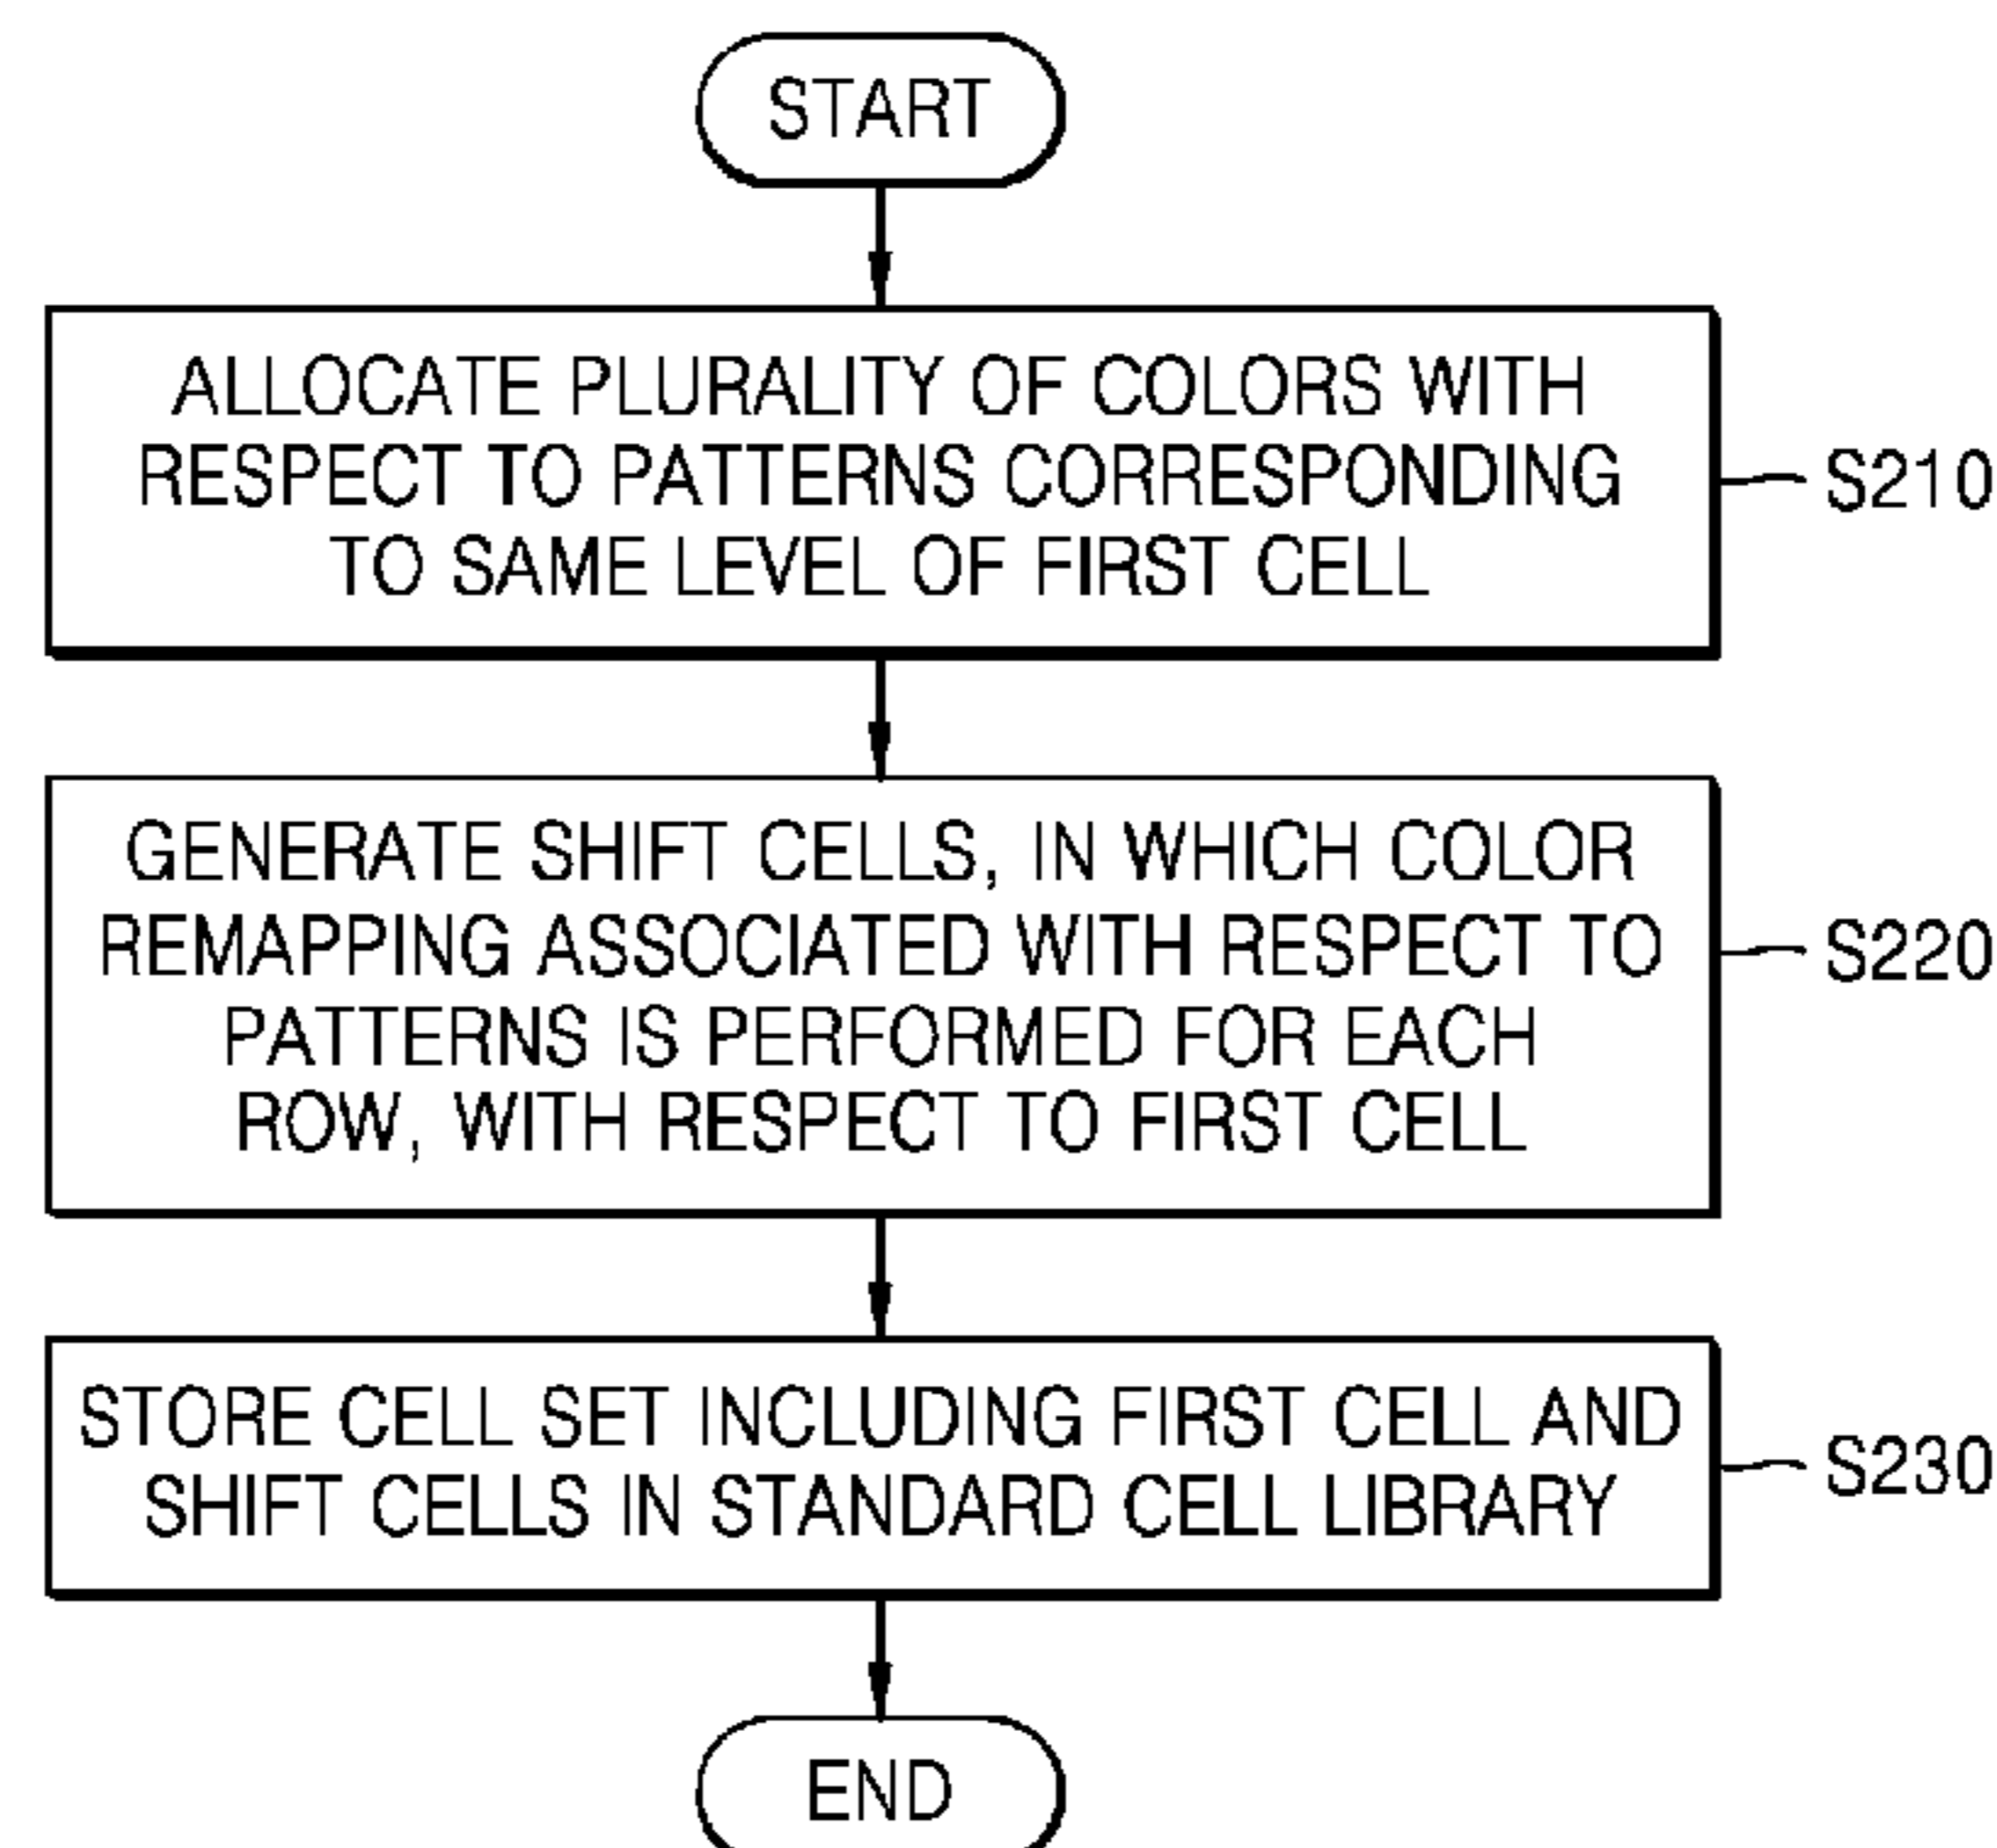 START
ALLOCATE PLURALITY OF COLORS WITH
RESPECT TO PATTERNS CORRESPONDING
TO SAME LEVEL OF FIRST CELL
S210
GENERATE SHIFT CELLS, IN WHICH COLOR
REMAPPING ASSOCIATED WITH RESPECT TO
PATTERNS IS PERFORMED FOR EACH
ROW, WITH RESPECT TO FIRST CELL
S220
STORE CELL SET INCLUDING FIRST CELL AND
SHIFT CELLS IN STANDARD CELL LIBRARY
S230
END